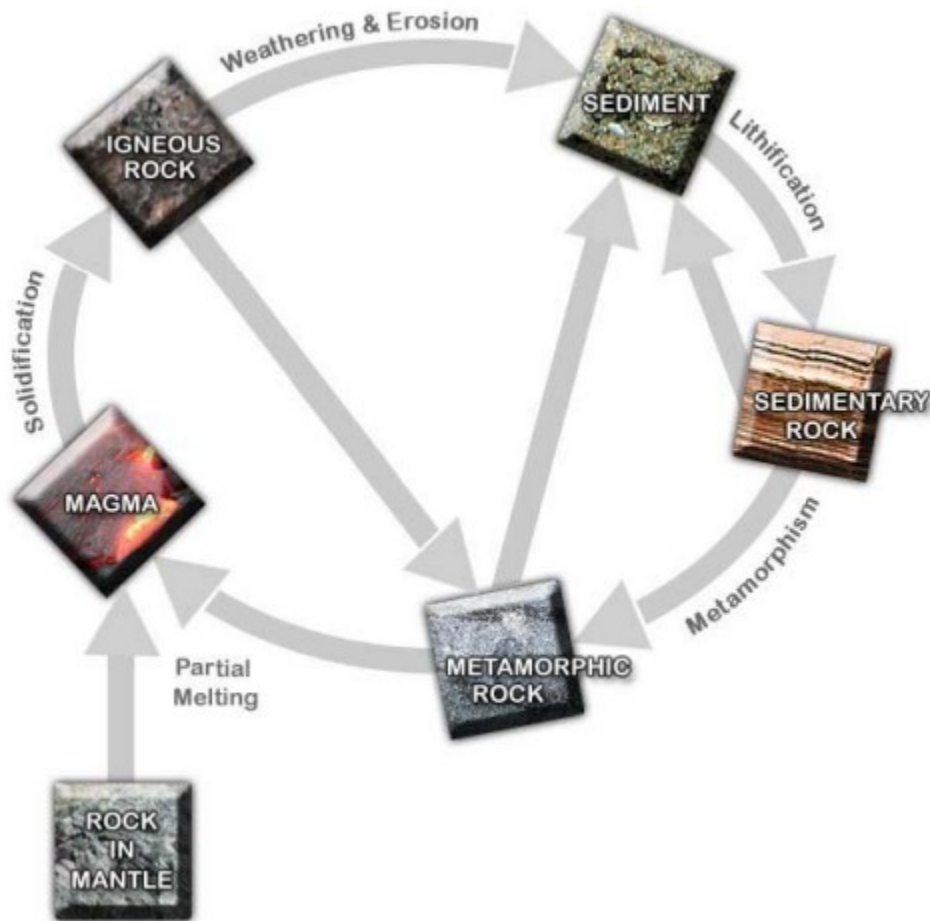 Weathering & Erosion
SEDIMENT
IGNEOUS
ROCK
Lithification
Solidification
SEDIMENTARY
ROCK
MAGMA
Metamorphism
METAMORPHIC
ROCK
Partial
Melting
ROCK
IN
MANTLE